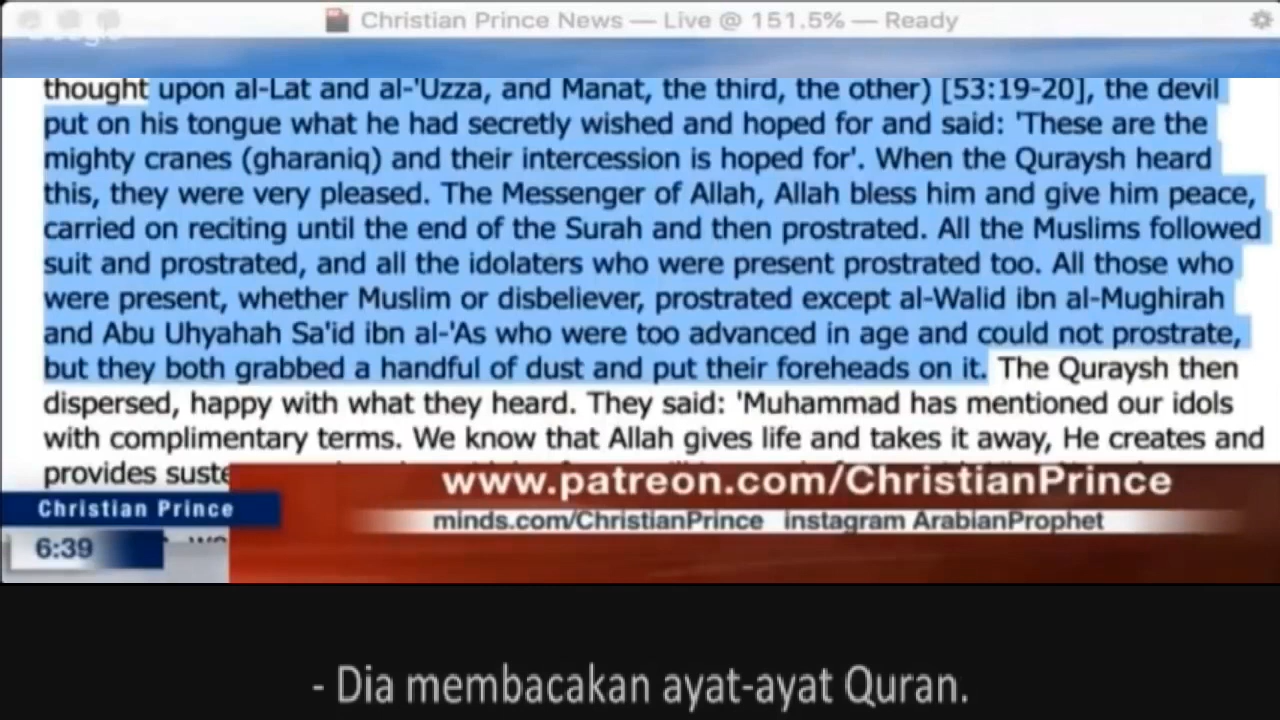 Christian Prince News — Live @ 151.5% — Ready
Google
thought upon al-Lat and al-'Uzza, and Manat, the third, the other) [53:19-20], the devil
put on his tongue what he had secretly wished and hoped for and said: 'These are the
mighty cranes (gharaniq) and their intercession is hoped for'. When the Quraysh heard
this, they were very pleased. The Messenger of Allah, Allah bless him and give him peace,
carried on reciting until the end of the Surah and then prostrated. All the Muslims followed
suit and prostrated, and all the idolaters who were present prostrated too. All those who
were present, whether Muslim or disbeliever, prostrated except al-Walid ibn al-Mughirah
and Abu Uhyahah Sa'id ibn al-'As who were too advanced in age and could not prostrate,
but they both grabbed a handful of dust and put their foreheads on it. The Quraysh then
dispersed, happy with what they heard. They said: 'Muhammad has mentioned our idols
with complimentary terms. We know that Allah gives life and takes it away, He creates and
provides
www.patreon.com/ChristianPrince
Christian Prince
minds.com/ChristianPrince instagram ArabianProphet
6:39
- Dia membacakan ayat-ayat Quran.